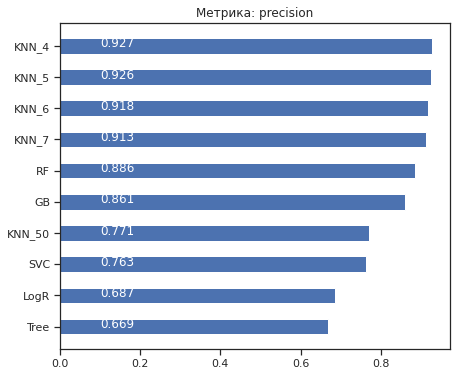 Метрика: precision
KNN_4 0.927
KNN_5 0.926
KNN_6 0.918
KNN_7 0.913
RF 0.886
GB 0.861
KNN_50 0.771
SVC 0.763
LogR 0.687
Tree 0.669
0.0 0.2 0.4 0.6 0.8